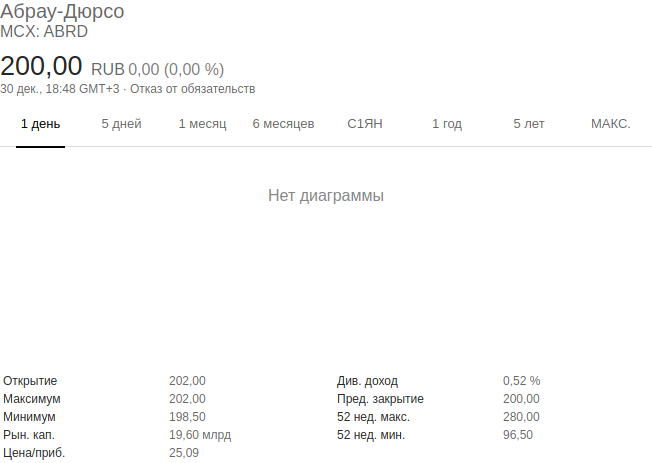 Абрау-Дюрсо
MCX: ABRD
200,00 RUB 0,00 (0,00 %)
30 дек., 18:48 GMT+3 · Отказ от обязательств
1 день 5 дней 1 месяц 6 месяцев С1ЯН 1 год 5 лет МАКС.
Нет диаграммы
Открытие 202,00 Див. доход 0,52 %
Максимум 202,00 Пред. закрытие 200,00
Минимум 198,50 52 нед. макс. 280,00
Рын. кап. 19,60 млрд 52 нед. мин. 96,50
Цена/приб. 25,09